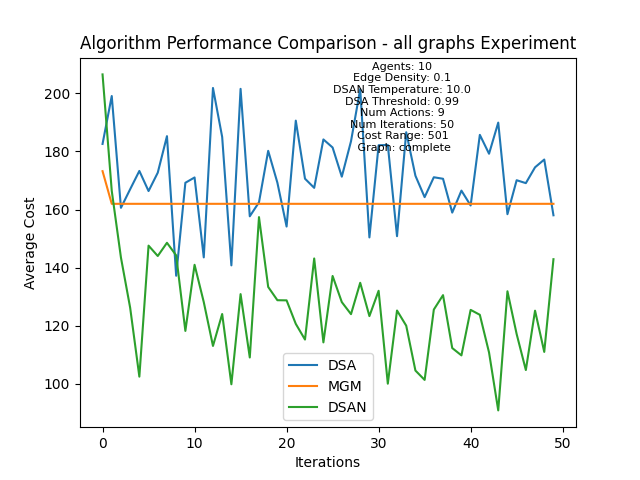 Algorithm Performance Comparison - all graphs Experiment
Agents: 10
Edge Density: 0.1
DSAN Temperature: 10.0
DSA Threshold: 0.99
Num Actions: 9
Num Iterations: 50
Cost Range: 501
Graph: complete
Average Cost
200
180
160
140
120
100
DSA
MGM
DSAN
0
10
20
30
40
50
Iterations